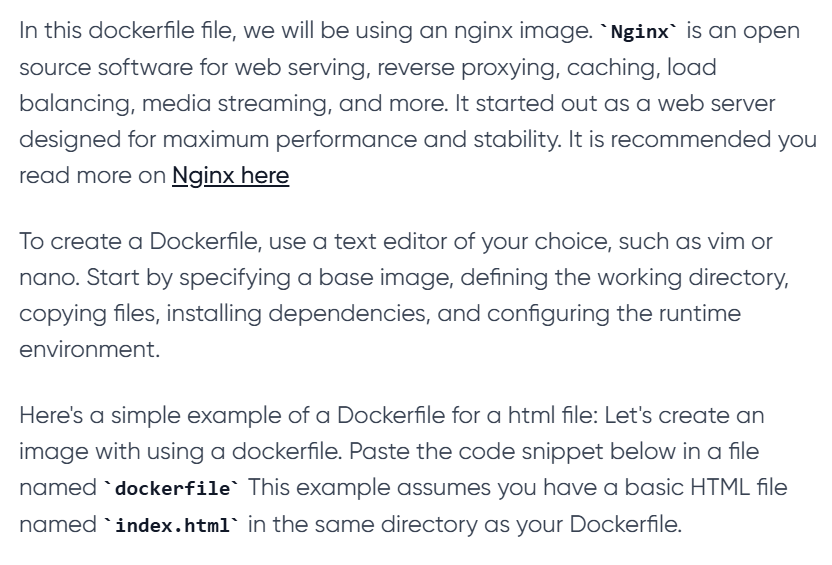 In this dockerfile file, we will be using an nginx image. `Nginx` is an open
source software for web serving, reverse proxying, caching, load
balancing, media streaming, and more. It started out as a web server
designed for maximum performance and stability. It is recommended you
read more on Nginx here
To create a Dockerfile, use a text editor of your choice, such as vim or
nano. Start by specifying a base image, defining the working directory,
copying files, installing dependencies, and configuring the runtime
environment.
Here's a simple example of a Dockerfile for a html file: Let's create an
image with using a dockerfile. Paste the code snippet below in a file
named `dockerfile` This example assumes you have a basic HTML file
named `index.html` in the same directory as your Dockerfile.